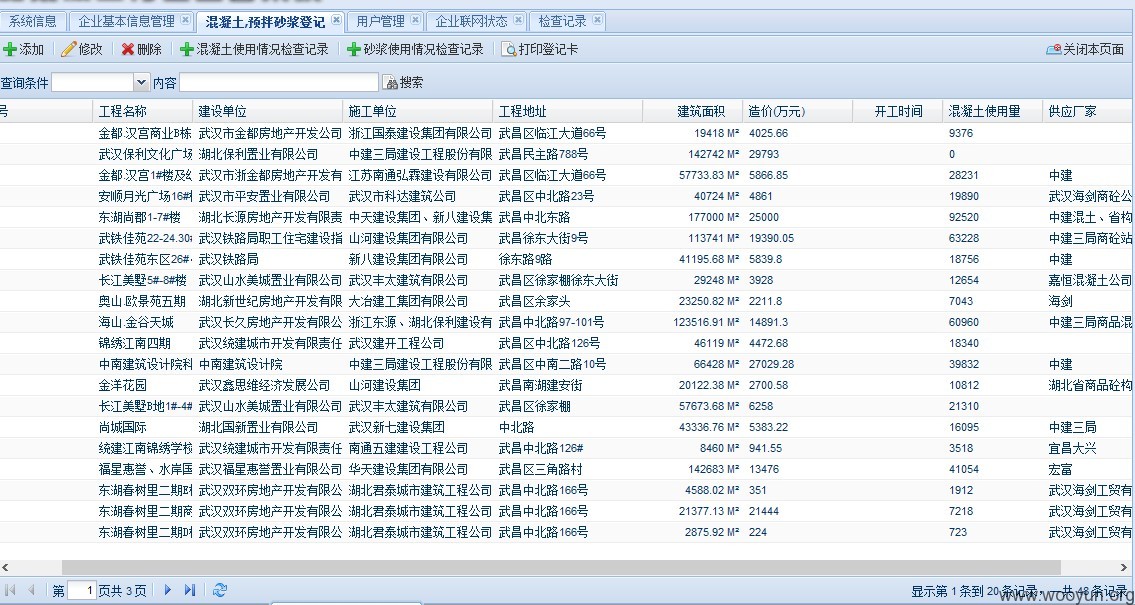 系统信息 企业基本信息管理 混凝土,预拌砂浆登记 用户管理 企业联网状态 检查记录
添加 修改 删除 混凝土使用情况检查记录 砂浆使用情况检查记录 打印登记卡 关闭本页面
查询条件 内容 搜索
号 工程名称 建设单位 施工单位 工程地址 建筑面积 造价(万元) 开工时间 混凝土使用量 供应厂家
金都.汉宫商业B栋 武汉市金都房地产开发公司 浙江国泰建设集团有限公司 武昌区临江大道66号 19418 M² 4025.66 9376
武汉保利文化广场 湖北保利置业有限公司 中建三局建设工程股份有限 武昌民主路788号 142742 M² 29793 0
金都.汉宫1#楼及幼 武汉市浙金都房地产开发有 江苏南通弘霖建设有限公司 武昌区临江大道66号 57733.83 M² 5866.85 28231 中建
安顺月光广场16# 武汉市平安置业有限公司 武汉市科达建筑公司 武昌区中北路23号 40724 M² 4861 19890 武汉海剑商砼公
东湖尚郡1-7#楼 湖北长源房地产开发有限责 中天建设集团、新八建设集 武昌中北东路 177000 M² 25000 92520 中建混土、省构
武铁佳苑22-24.30# 武汉铁路局职工住宅建设指 山河建设集团有限公司 武昌徐东大街9号 113741 M² 19390.05 63228 中建三局商砼站
武铁佳苑东区26# 武汉铁路局 新八建设集团有限公司 徐东路9路 41195.68 M² 5839.8 18756 中建
长江美墅5#-8#楼 武汉山水美城置业有限公司 武汉丰太建筑有限公司 武昌区徐家棚徐东大街 29248 M² 3928 12654 嘉恒混凝土公司
奥山.欧景苑五期 湖北新世纪房地产开发有限 大冶建工集团有限公司 武昌区余家头 23250.82 M² 2211.8 7043 海剑
海山.金谷天城 武汉长久房地产开发有限公 浙江东源、湖北保利建设有 武昌中北路97-101号 123516.91 M² 14891.3 60960 中建三局商品混
锦绣江南四期 武汉统建城市开发有限责任 武汉建开工程公司 武昌区中北路126号 46119 M² 4472.68 18340
中南建筑设计院科 中南建筑设计院 中建三局建设工程股份有限 武昌区中南二路10号 66428 M² 27029.28 39832 中建
金洋花园 武汉鑫思维经济发展公司 山河建设集团 武昌南湖建安街 20122.38 M² 2700.58 10812 湖北省商品砼构
长江美墅B地1#-4# 武汉山水美城置业有限公司 武汉丰太建筑有限公司 武昌区徐家棚 57673.68 M² 6258 21310
尚城国际 湖北国新置业有限公司 武汉新七建设集团 中北路 43336.76 M² 5383.22 16095 中建三局
统建江南锦绣学校 武汉统建城市开发有限责任 南通五建建设工程公司 武昌中北路126# 8460 M² 941.55 3518 宜昌大兴
福星惠誉、水岸国 武汉福星惠誉置业有限公司 华天建设集团有限公司 武昌区三角路村 142683 M² 13476 41054 宏富
东湖春树里二期B 武汉双环房地产开发有限公 湖北君泰城市建筑工程公司 武昌中北路166号 4588.02 M² 351 1912 武汉海剑工贸有
东湖春树里二期商 武汉双环房地产开发有限公 湖北君泰城市建筑工程公司 武昌中北路166号 21377.13 M² 21444 7218 武汉海剑工贸有
东湖春树里二期D 武汉双环房地产开发有限公 湖北君泰城市建筑工程公司 武昌中北路166号 2875.92 M² 224 723 武汉海剑工贸有
第 1 页共 3 页 显示第 1 条到 20 条记录，一共 48 条记录
www.wooyun.org